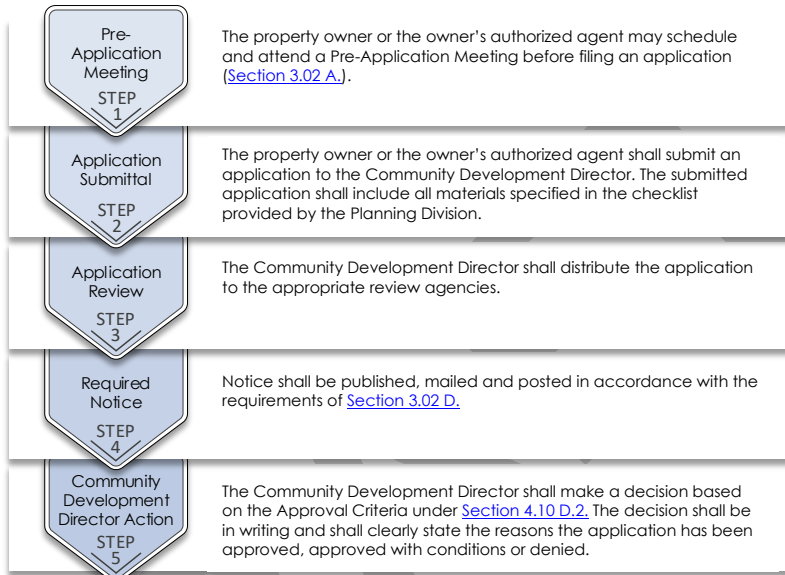 Pre-
Application
Meeting
STEP
1
The property owner or the owner’s authorized agent may schedule
and attend a Pre-Application Meeting before filing an application
(Section 3.02 A.).
Application
Submittal
STEP
2
The property owner or the owner’s authorized agent shall submit an
application to the Community Development Director. The submitted
application shall include all materials specified in the checklist
provided by the Planning Division.
Application
Review
STEP
3
The Community Development Director shall distribute the application
to the appropriate review agencies.
Required
Notice
STEP
4
Notice shall be published, mailed and posted in accordance with the
requirements of Section 3.02 D.
Community
Development
Director Action
STEP
5
The Community Development Director shall make a decision based
on the Approval Criteria under Section 4.10 D.2. The decision shall be
in writing and shall clearly state the reasons the application has been
approved, approved with conditions or denied.